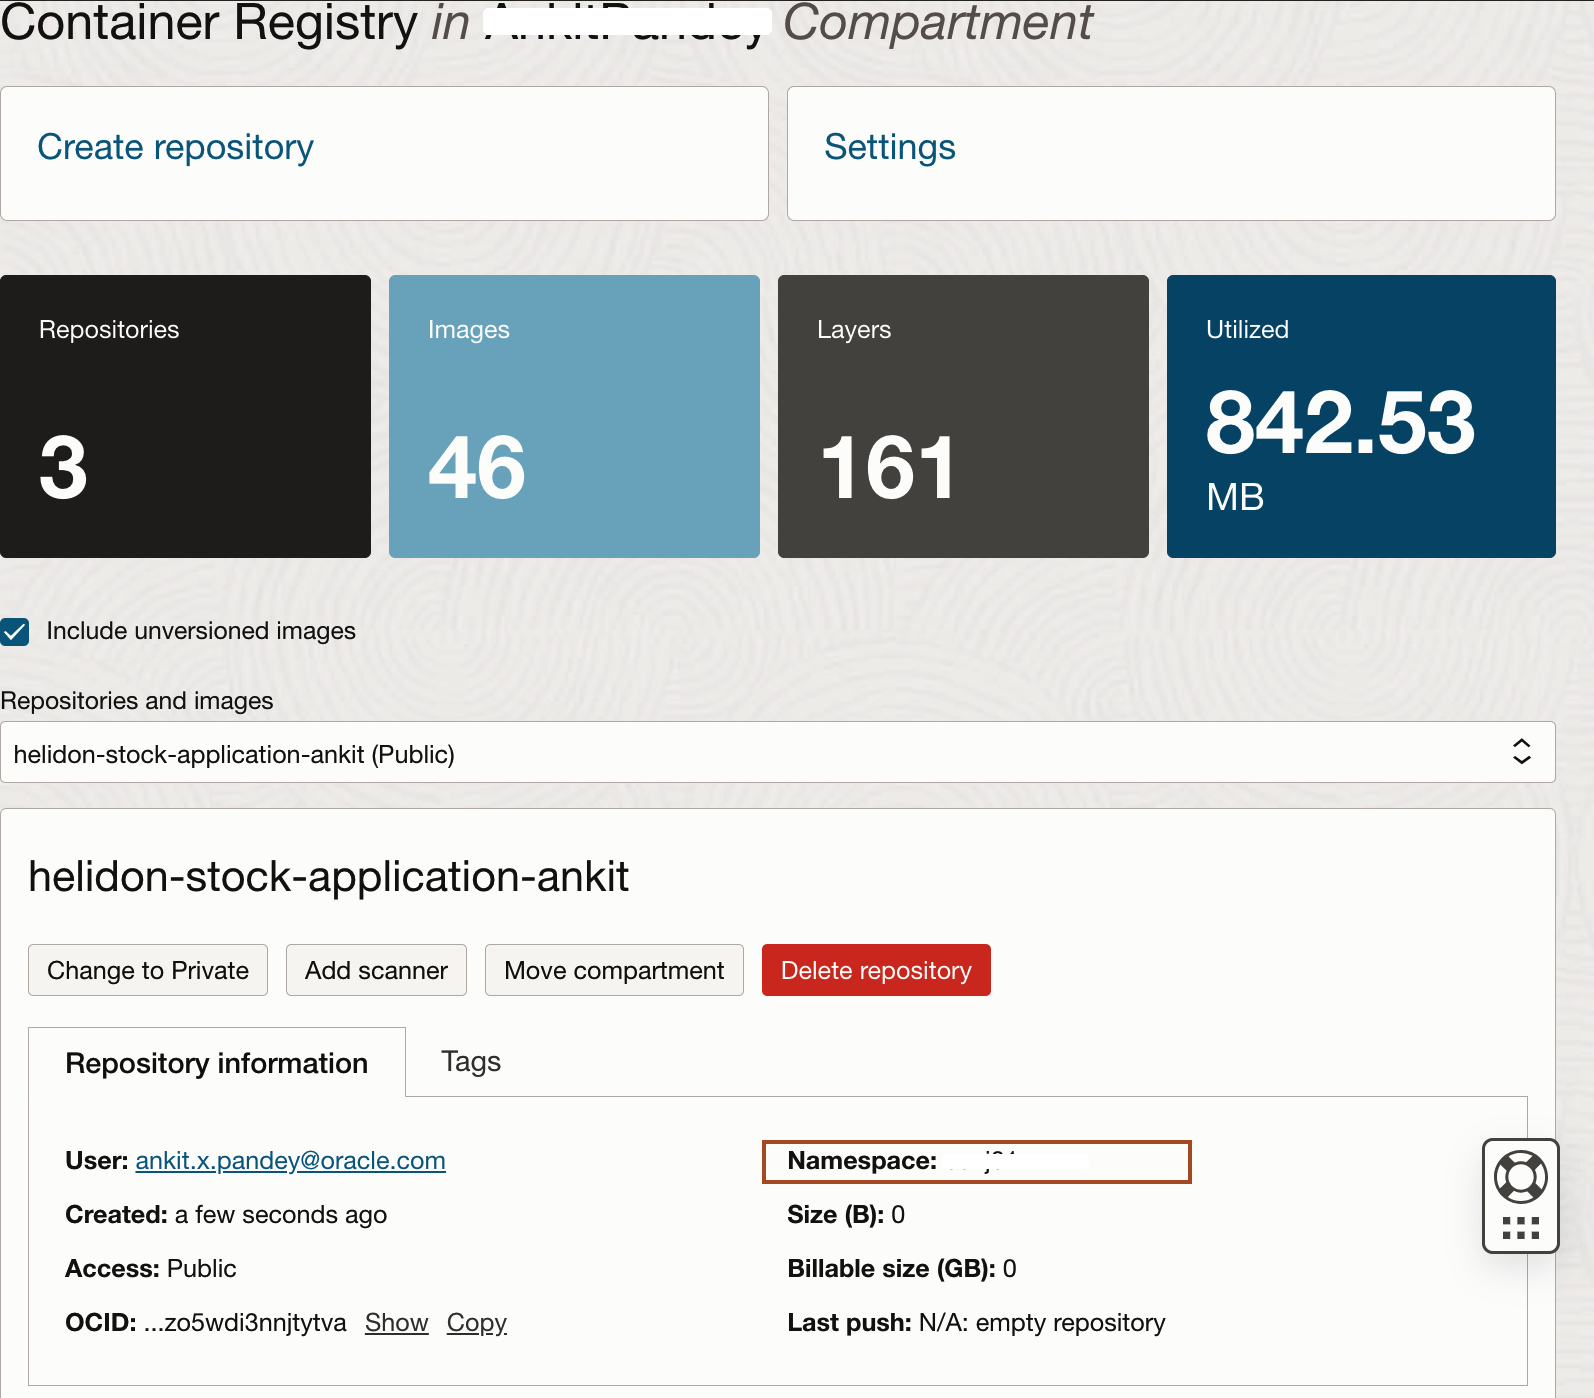 Container Registry in Compartment
Create repository
Settings
Repositories
Images
Layers
Utilized
3
46
161
842.53
MB
Include unversioned images
Repositories and images
helidon-stock-application-ankit (Public)
helidon-stock-application-ankit
Change to Private
Add scanner
Move compartment
Delete repository
Repository information
Tags
User: ankit.x.pandey@oracle.com
Namespace:
Created: a few seconds ago
Size (B): 0
Access: Public
Billable size (GB): 0
OCID: ...zo5wdi3nnjtytva Show Copy
Last push: N/A: empty repository